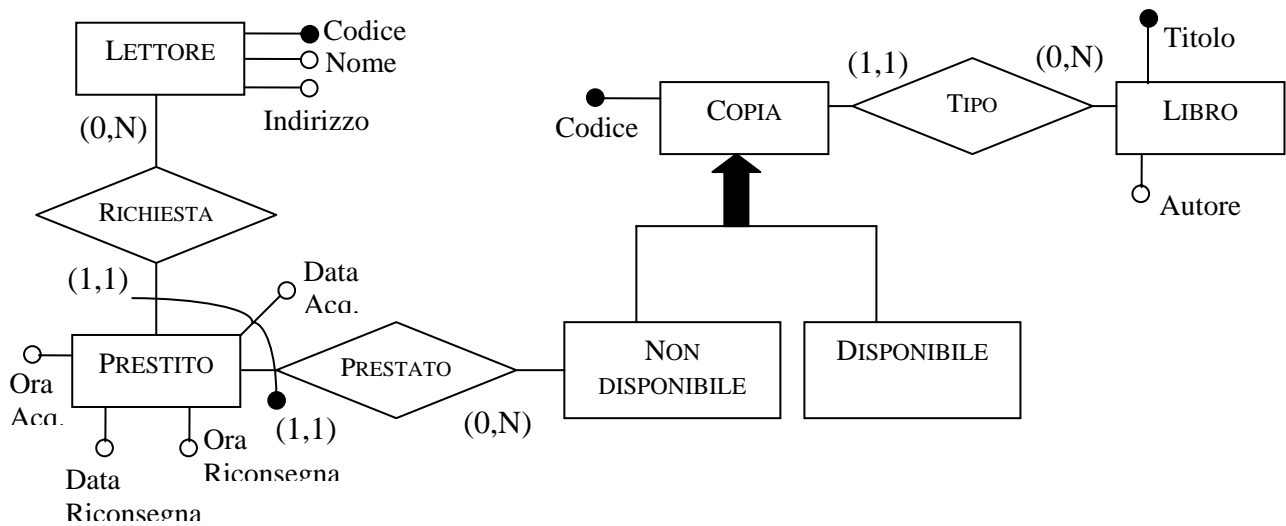 LETTORE
Codice
Nome
Indirizzo
(0,N)
RICHIESTA
(1,1)
Data
Acq.
PRESTITO
Ora
Acq.
Data
Riconsegna
Ora
Riconsegna
(1,1)
PRESTATO
(0,N)
NON
DISPONIBILE
DISPONIBILE
Codice
COPIA
(1,1)
TIPO
(0,N)
LIBRO
Titolo
Autore